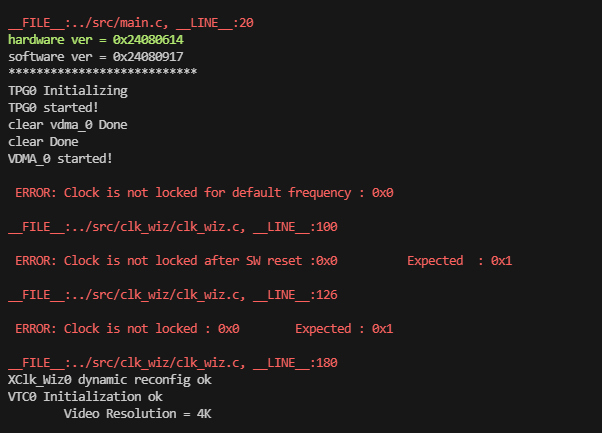 __FILE__:../src/main.c, __LINE__:20
hardware ver = 0x24080614
software ver = 0x24080917
***************************
TPG0 Initializing
TPG0 started!
clear vdma_0 Done
clear Done
VDMA_0 started!
ERROR: Clock is not locked for default frequency : 0x0
__FILE__:../src/clk_wiz/clk_wiz.c, __LINE__:100
ERROR: Clock is not locked after SW reset :0x0 Expected : 0x1
__FILE__:../src/clk_wiz/clk_wiz.c, __LINE__:126
ERROR: Clock is not locked : 0x0 Expected : 0x1
__FILE__:../src/clk_wiz/clk_wiz.c, __LINE__:180
XClk_Wiz0 dynamic reconfig ok
VTC0 Initialization ok
Video Resolution = 4K